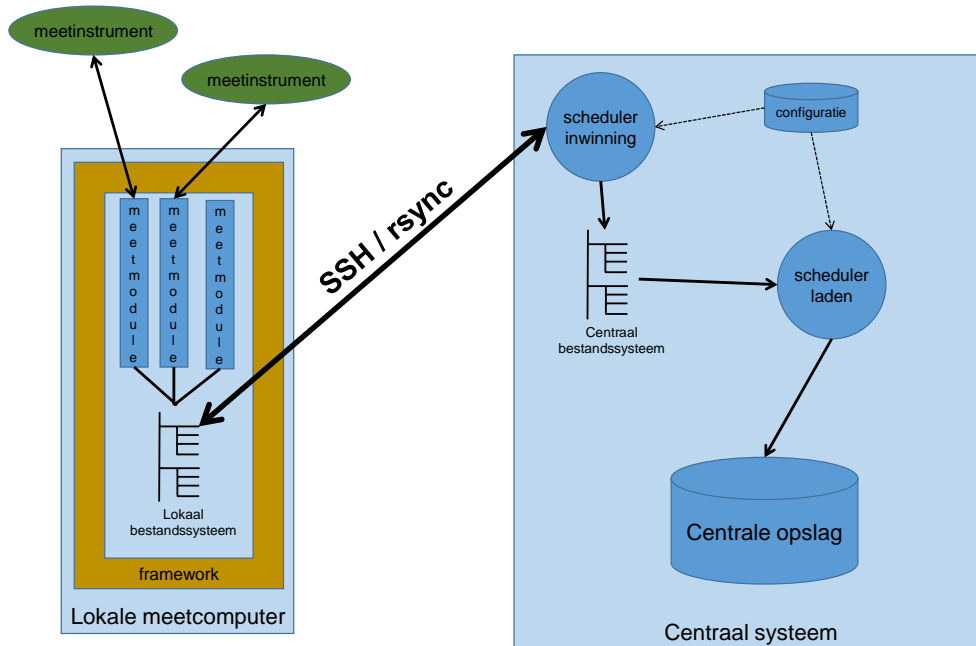 meetinstrument
meetinstrument
meetmodule
meetmodule
meetmodule
Lokaal
bestandssysteem
framework
Lokale meetcomputer
SSH / rsync
scheduler
inwinning
configuratie
Centraal
bestandssysteem
scheduler
laden
Centrale opslag
Centraal systeem